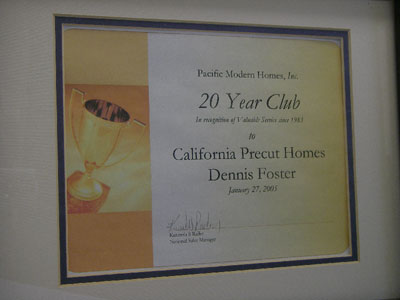 Pacific Modern Homes, Inc.
20 Year Club
In recognition of Valuable Service since 1983
to
California Precut Homes
Dennis Foster
January 27, 2005
National Sales Manager